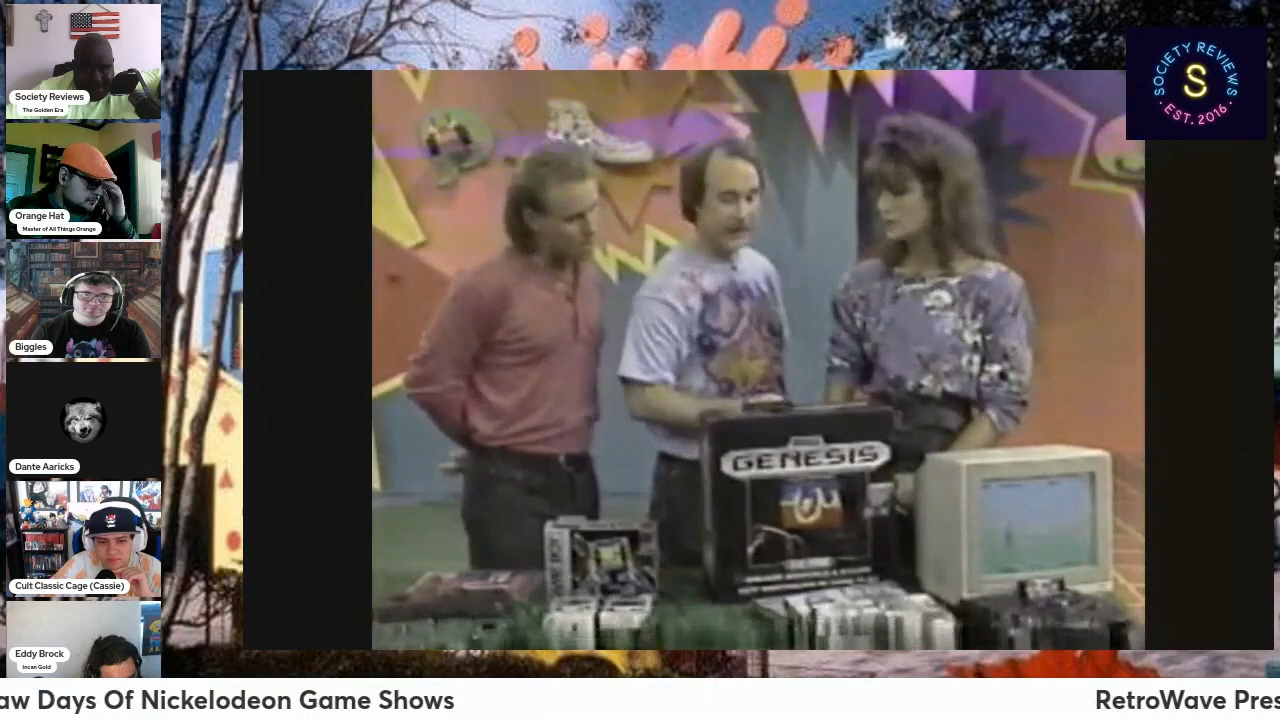 Society Reviews
The Golden Era
Orange Hat
Master of All Things Orange
Biggles
Dante Aaricks
Cult Classic Cage (Cassie)
Eddy Brock
Incan Gold
GENESIS
SOCIETY REVIEWS
S
· EST. 2016 ·
aw Days Of Nickelodeon Game Shows
RetroWave Pres